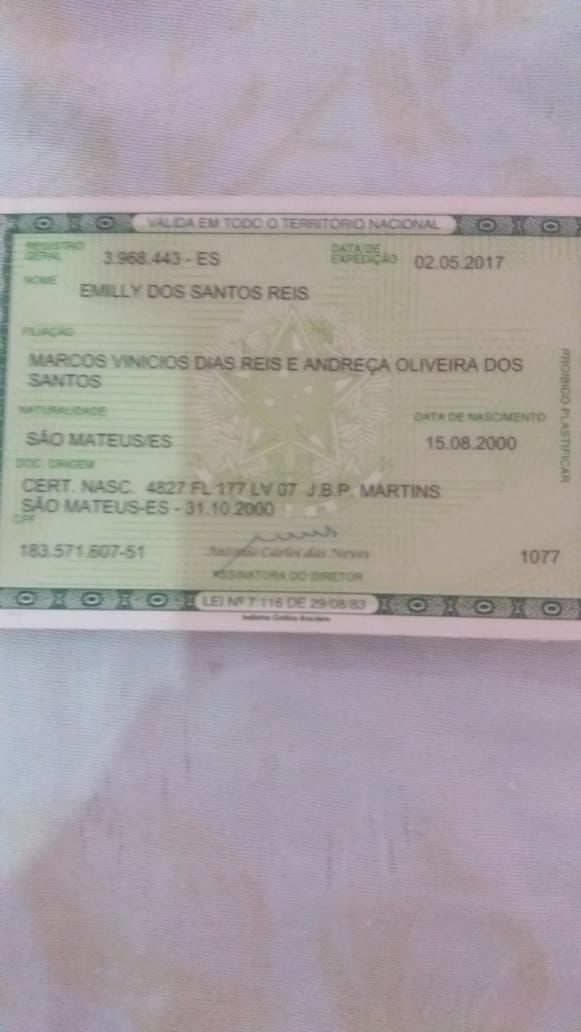 VÁLIDA EM TODO O TERRITÓRIO NACIONAL
REGISTRO GERAL 3.968.443 - ES DATA DE EXPEDIÇÃO 02.05.2017
NOME EMILLY DOS SANTOS REIS
FILIAÇÃO
MARCOS VINICIOS DIAS REIS E ANDREÇA OLIVEIRA DOS
SANTOS
PROIBIDO PLASTIFICAR
NATURALIDADE DATA DE NASCIMENTO
SÃO MATEUS/ES 15.08.2000
DOC. ORIGEM
CERT. NASC. 4827 FL 177 LV 07 J.B.P. MARTINS
SÃO MATEUS-ES - 31.10.2000
CPF
183.571.607-51 Antonio Carlos das Neves 1077
ASSINATURA DO DIRETOR
LEI Nº 7.116 DE 29/08/83